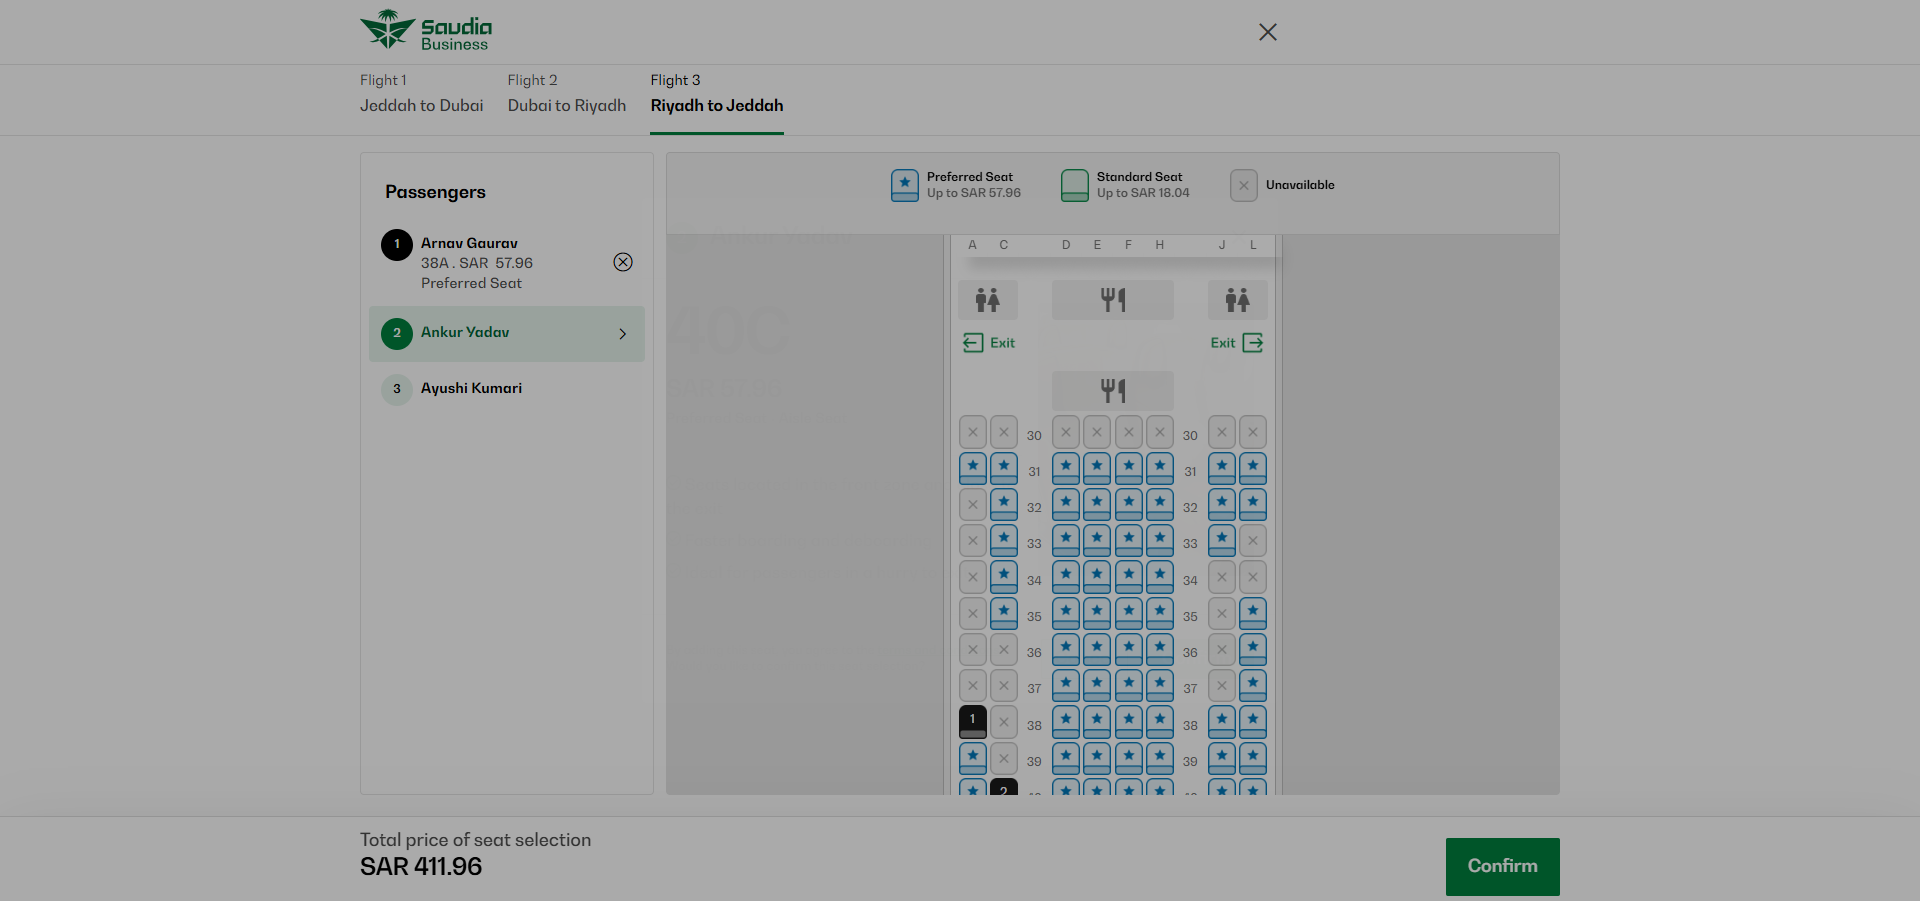 Saudia
Business
Flight 1
Jeddah to Dubai
Flight 2
Dubai to Riyadh
Flight 3
Riyadh to Jeddah
Passengers
1
Arnav Gaurav
38A . SAR 57.96
Preferred Seat
2
Ankur Yadav
3
Ayushi Kumari
Preferred Seat
Up to SAR 57.96
Standard Seat
Up to SAR 18.04
Unavailable
A C D E F H J L
40C
Exit
Exit
30 30
31 31
32 32
33 33
34 34
35 35
36 36
37 37
1 38 38
39 39
2
Total price of seat selection
SAR 411.96
Confirm